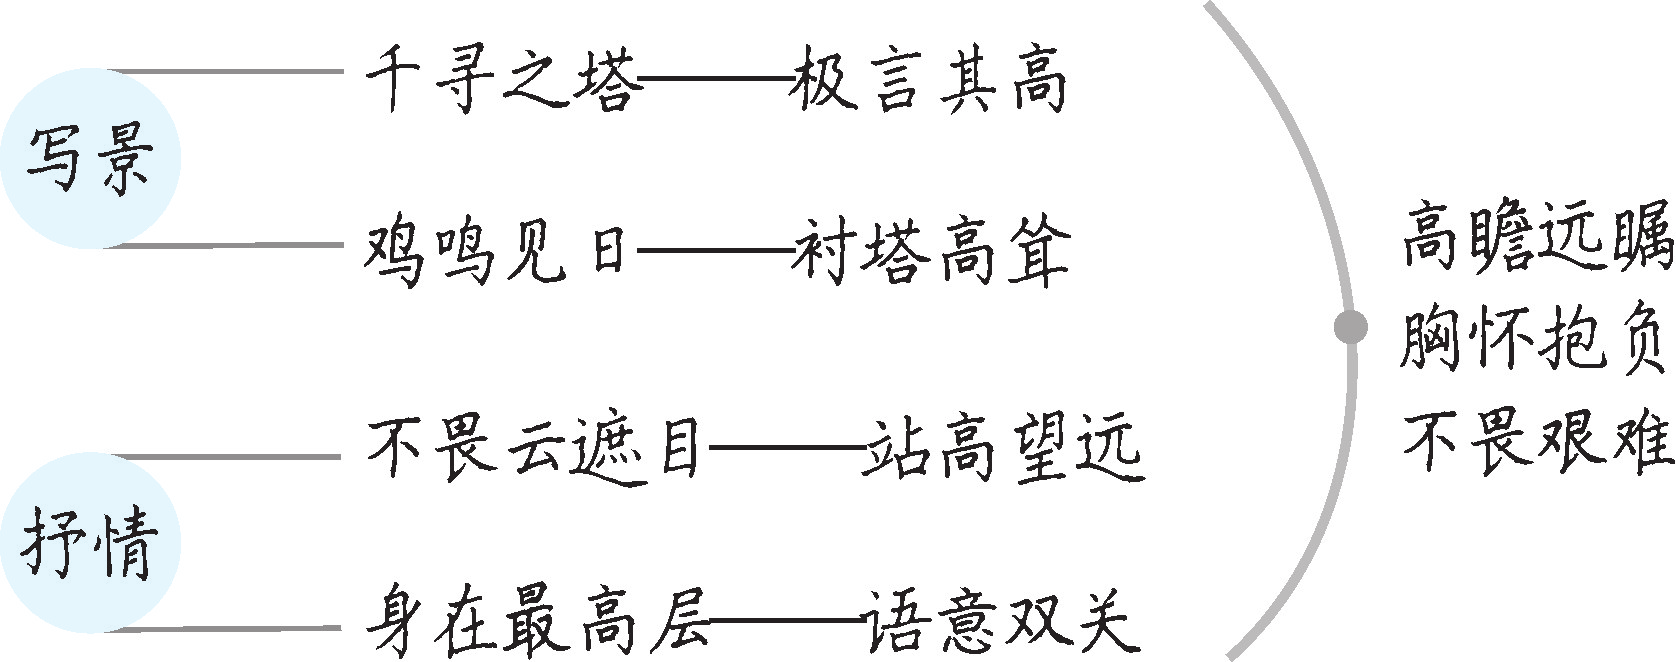 写景
千寻之塔——极言其高
鸡鸣见日——衬塔高耸
抒情
不畏云遮目——站高望远
身在最高层——语意双关
高瞻远瞩
胸怀抱负
不畏艰难